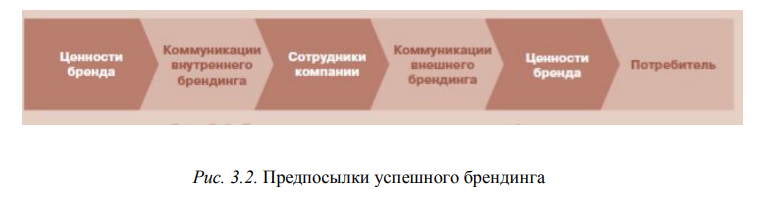 Ценности
бренда
Коммуникации
внутреннего
брендинга
Сотрудники
компании
Коммуникации
внешнего
брендинга
Ценности
бренда
Потребитель
Рис. 3.2. Предпосылки успешного брендинга